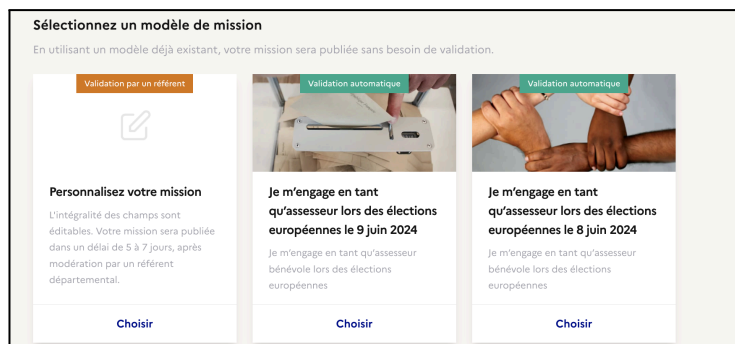 Sélectionnez un modèle de mission
En utilisant un modèle déjà existant, votre mission sera publiée sans besoin de validation.
Validation par un référent
Personnalisez votre mission
L'intégralité des champs sont
éditables. Votre mission sera publiée
dans un délai de 5 à 7 jours, après
modération par un référent
départemental.
Choisir
Validation automatique
Je m'engage en tant
qu'assesseur lors des élections
européennes le 9 juin 2024
Je m'engage en tant qu'assesseur
bénévole lors des élections
européennes
Choisir
Validation automatique
Je m'engage en tant
qu'assesseur lors des élections
européennes le 8 juin 2024
Je m'engage en tant qu'assesseur
bénévole lors des élections
européennes
Choisir